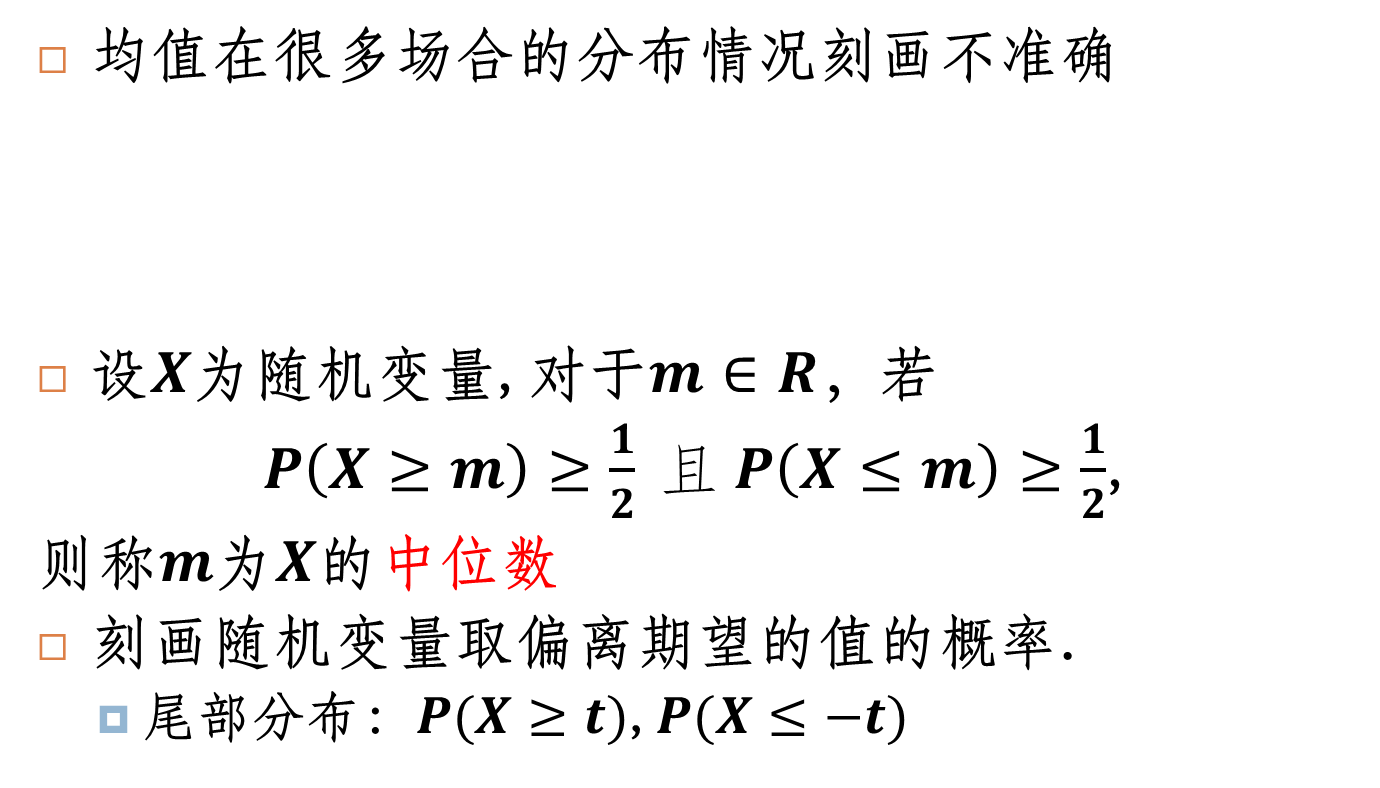 均值在很多场合的分布情况刻画不准确
设X为随机变量, 对于m ∈ R，若
P(X ≥ m) ≥ 1/2 且 P(X ≤ m) ≥ 1/2,
则称m为X的中位数
刻画随机变量取偏离期望的值的概率.
尾部分布：P(X ≥ t), P(X ≤ −t)